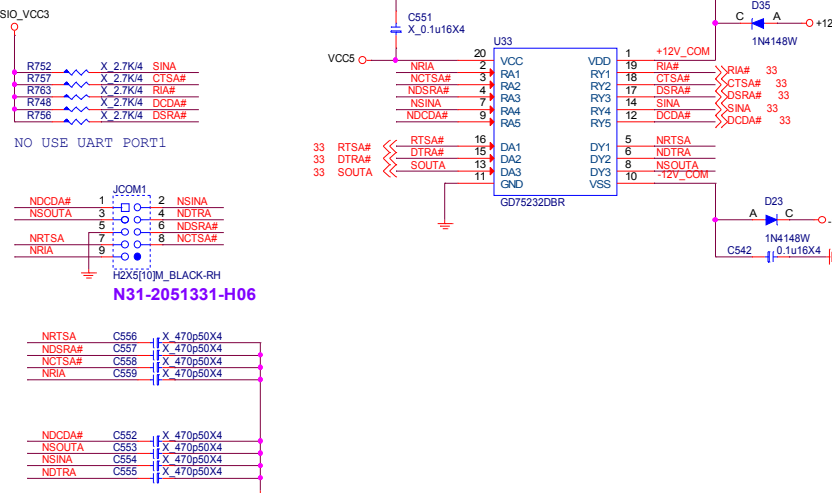 SIO_VCC3
R752 X_2.7K/4 SINA
R757 X_2.7K/4 CTSA#
R763 X_2.7K/4 RIA#
R748 X_2.7K/4 DCDA#
R756 X_2.7K/4 DSRA#
NO USE UART PORT1
JCOM1
NDCDA# 1 2 NSINA
NSOUTA 3 4 NDTRA
5 6 NDSRA#
NRTSA 7 8 NCTSA#
NRIA 9
H2X5[10]M_BLACK-RH
N31-2051331-H06
NRTSA C556 X_470p50X4
NDSRA# C557 X_470p50X4
NCTSA# C558 X_470p50X4
NRIA C559 X_470p50X4
NDCDA# C552 X_470p50X4
NSOUTA C553 X_470p50X4
NSINA C554 X_470p50X4
NDTRA C555 X_470p50X4
C551
X_0.1u16X4
D35
C A +12
1N4148W
U33
VCC5 20 VCC VDD 1 +12V_COM
NRIA 2 RA1 RY1 19 RIA# RIA# 33
NCTSA# 3 RA2 RY2 18 CTSA# CTSA# 33
NDSRA# 4 RA3 RY3 17 DSRA# DSRA# 33
NSINA 7 RA4 RY4 14 SINA SINA 33
NDCDA# 9 RA5 RY5 12 DCDA# DCDA# 33
33 RTSA# RTSA# 16 DA1 DY1 5 NRTSA
33 DTRA# DTRA# 15 DA2 DY2 6 NDTRA
33 SOUTA SOUTA 13 DA3 DY3 8 NSOUTA
11 GND VSS 10 -12V_COM
GD75232DBR
D23
A C -
1N4148W
C542 0.1u16X4